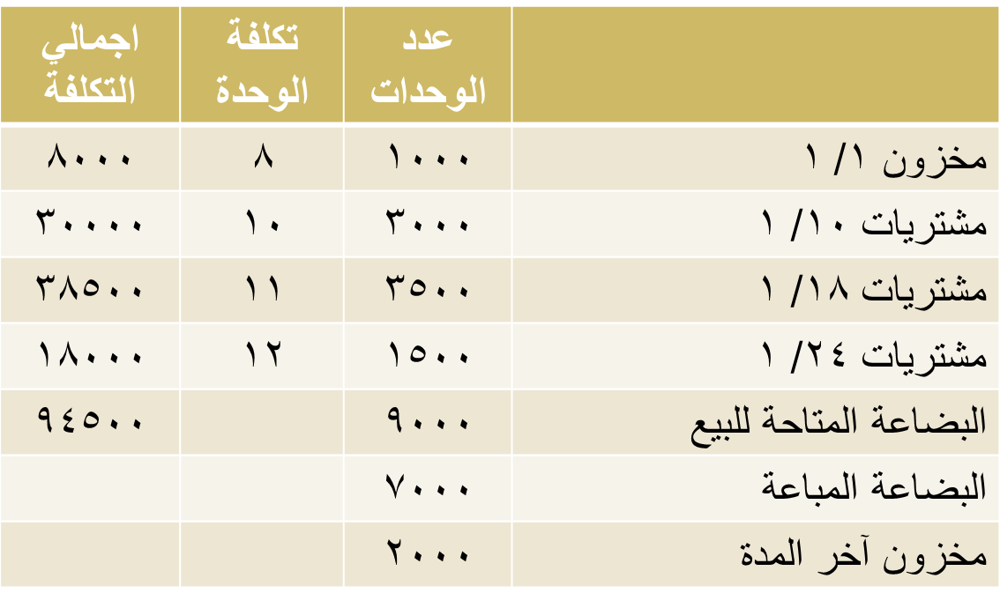 عدد الوحدات تكلفة الوحدة اجمالي التكلفة
مخزون ١/ ١ ١٠٠٠ ٨ ٨٠٠٠
مشتريات ١٠/ ١ ٣٠٠٠ ١٠ ٣٠٠٠٠
مشتريات ١٨/ ١ ٣٥٠٠ ١١ ٣٨٥٠٠
مشتريات ٢٤/ ١ ١٥٠٠ ١٢ ١٨٠٠٠
البضاعة المتاحة للبيع ٩٠٠٠ ٩٤٥٠٠
البضاعة المباعة ٧٠٠٠
مخزون آخر المدة ٢٠٠٠